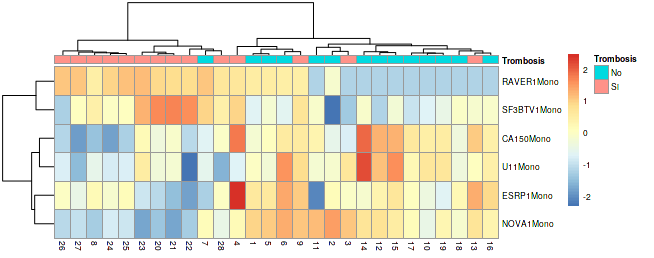 Trombosis
Trombosis
No
SI
RAVER1Mono
SF3BTV1Mono
CA150Mono
U11Mono
ESRP1Mono
NOVA1Mono
2
1
0
-1
-2
26 27 8 24 25 23 20 21 22 7 28 4 1 5 6 9 11 2 3 14 12 15 17 10 19 18 13 16